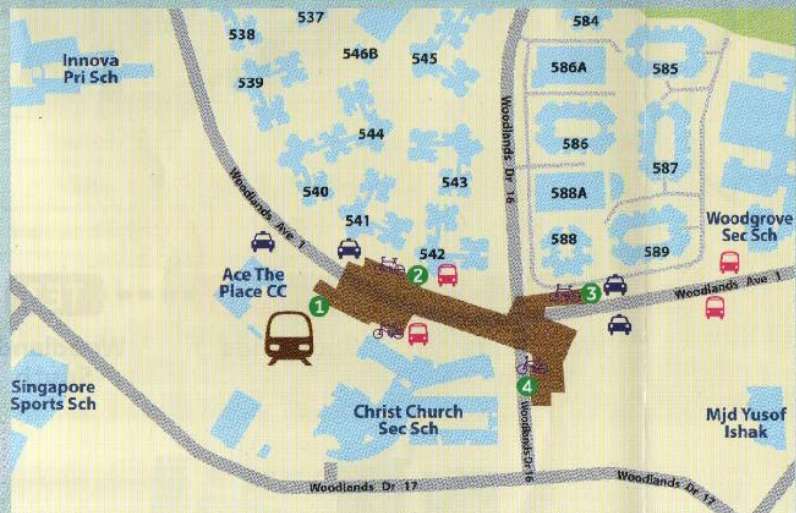 537
584
538
Innova
Pri Sch
546B
545
586A
585
539
Woodlands Dr 16
544
586
587
Woodlands Ave 1
540
543
588A
541
Woodgrove
Sec Sch
542
588
589
Ace The
Place CC
2
1
3
Woodlands Ave 1
4
Singapore
Sports Sch
Christ Church
Sec Sch
Woodlands Dr 16
Mjd Yusof
Ishak
Woodlands Dr 17
Woodlands Dr 17